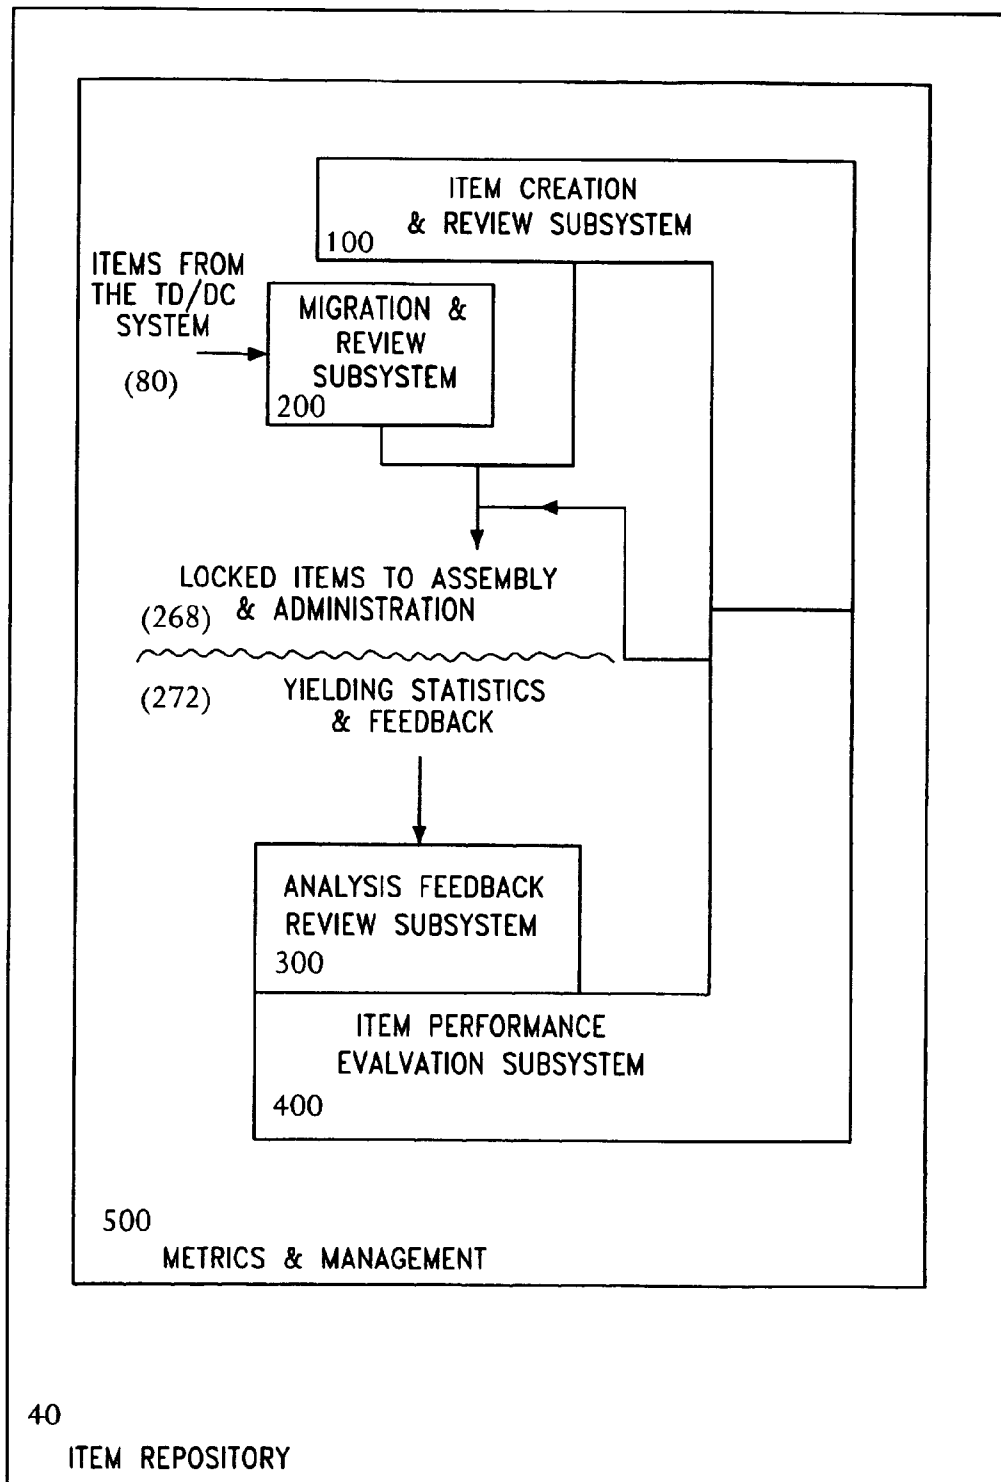 ITEM CREATION
& REVIEW SUBSYSTEM
100
ITEMS FROM
THE TD/DC
SYSTEM
(80)
MIGRATION &
REVIEW
SUBSYSTEM
200
LOCKED ITEMS TO ASSEMBLY
(268) & ADMINISTRATION
(272) YIELDING STATISTICS
& FEEDBACK
ANALYSIS FEEDBACK
REVIEW SUBSYSTEM
300
ITEM PERFORMANCE
EVALVATION SUBSYSTEM
400
500
METRICS & MANAGEMENT
40
ITEM REPOSITORY